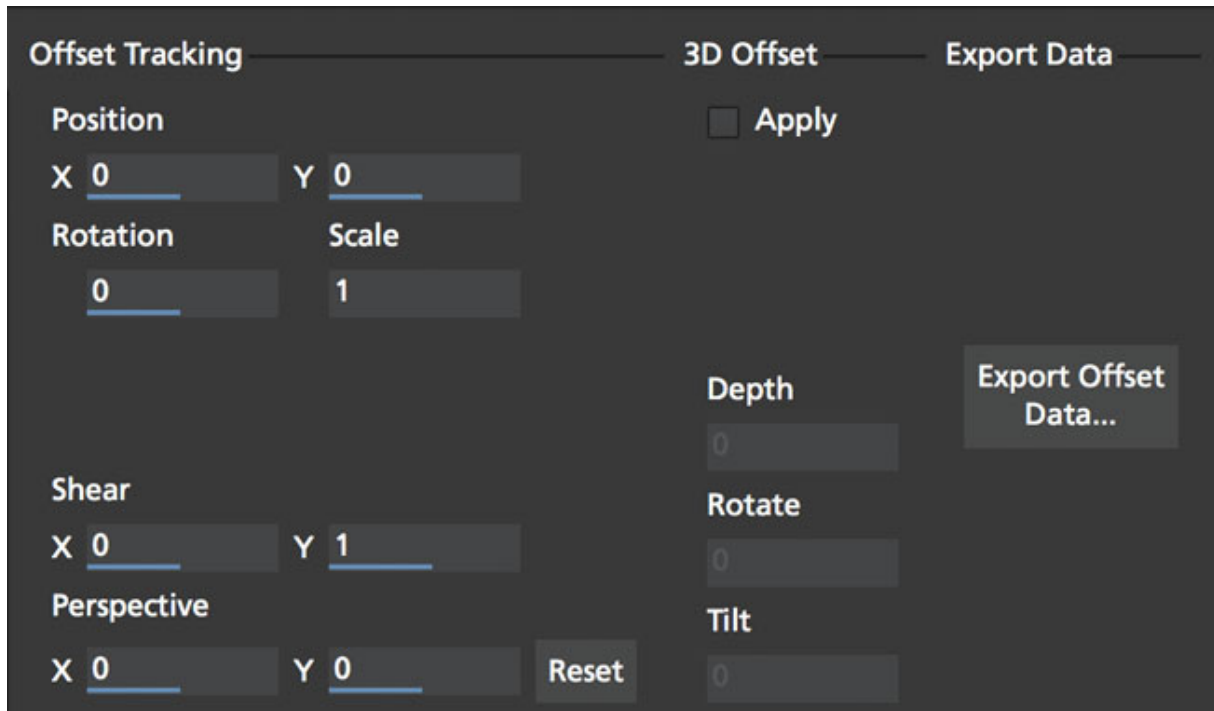 Offset Tracking 3D Offset Export Data
Position Apply
X 0 Y 0
Rotation Scale
0 1
Export Offset
Depth
Data...
0
Shear
Rotate
X 0 Y 1
0
Perspective
Tilt
X 0 Y 0 Reset
0